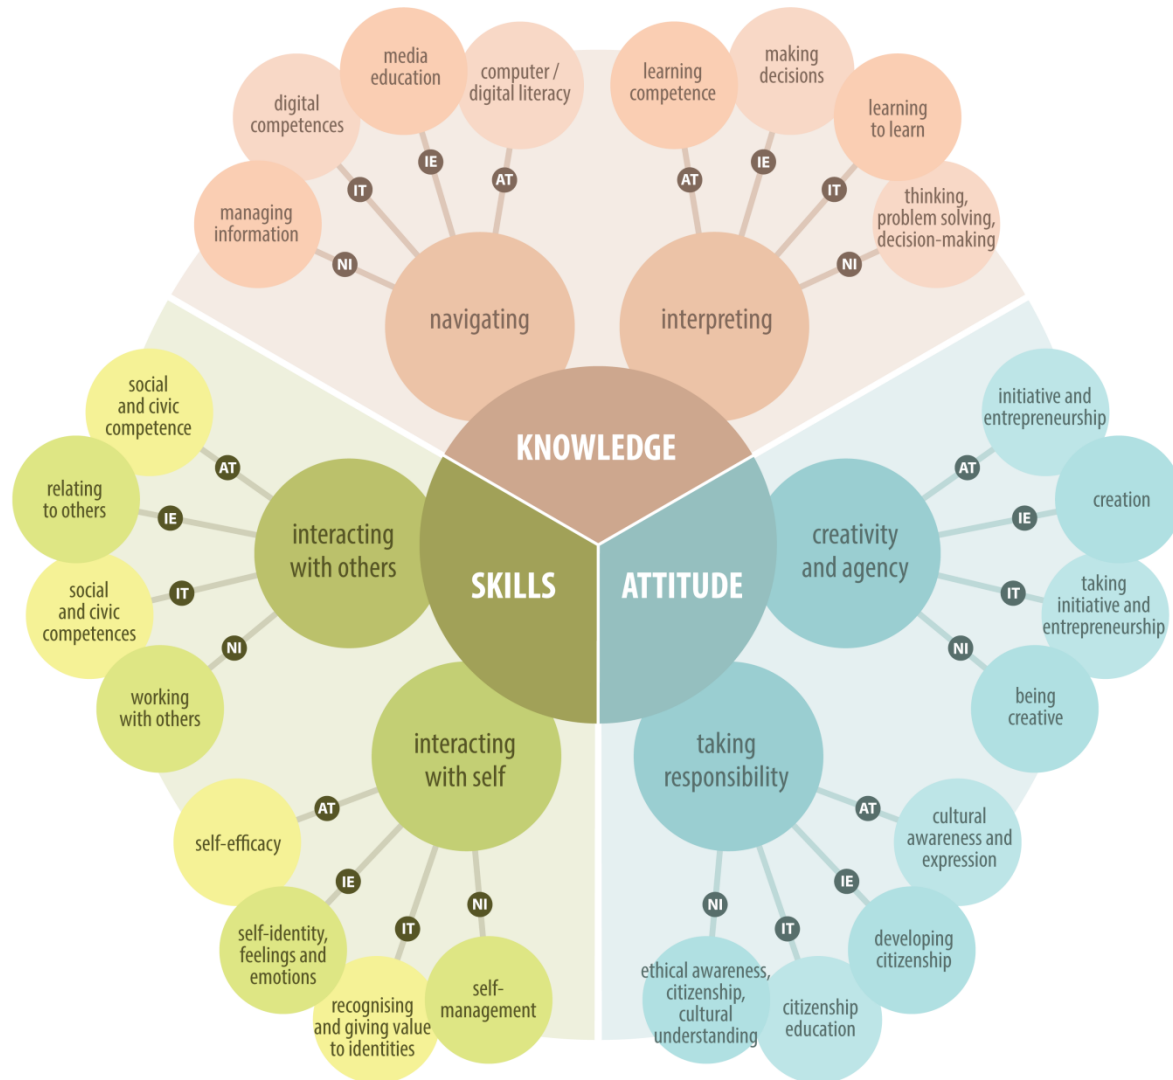 media
education
computer /
digital literacy
digital
competences
managing
information
IE
AT
IT
NI
navigating
learning
competence
making
decisions
learning
to learn
thinking,
problem solving,
decision-making
AT
IE
IT
NI
interpreting
KNOWLEDGE
SKILLS
ATTITUDE
social
and civic
competence
relating
to others
social
and civic
competences
working
with others
AT
IE
IT
NI
interacting
with others
interacting
with self
AT
IE
IT
NI
self-efficacy
self-identity,
feelings and
emotions
recognising
and giving value
to identities
self-
management
creativity
and agency
AT
IE
IT
NI
initiative and
entrepreneurship
creation
taking
initiative and
entrepreneurship
being
creative
taking
responsibility
AT
IE
IT
NI
cultural
awareness and
expression
developing
citizenship
citizenship
education
ethical awareness,
citizenship,
cultural
understanding